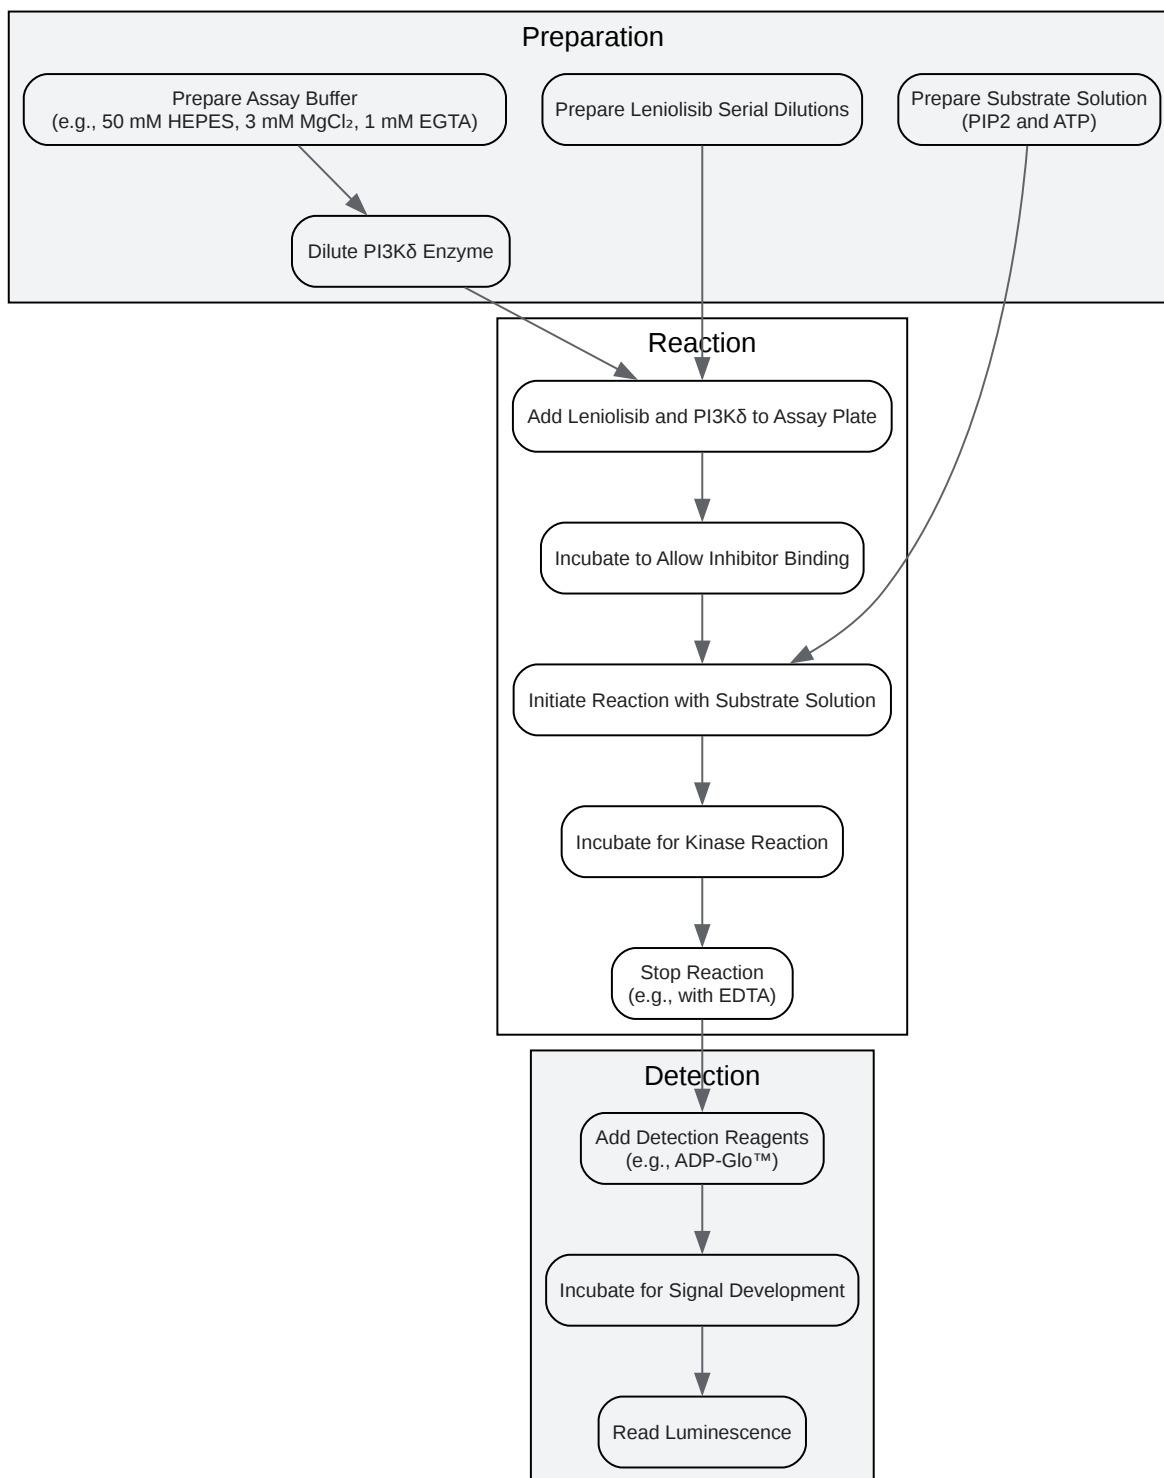 Preparation
Prepare Assay Buffer
(e.g., 50 mM HEPES, 3 mM MgCl₂, 1 mM EGTA)
Prepare Leniolisib Serial Dilutions
Prepare Substrate Solution
(PIP2 and ATP)
Dilute PI3Kδ Enzyme
Reaction
Add Leniolisib and PI3Kδ to Assay Plate
Incubate to Allow Inhibitor Binding
Initiate Reaction with Substrate Solution
Incubate for Kinase Reaction
Stop Reaction
(e.g., with EDTA)
Detection
Add Detection Reagents
(e.g., ADP-Glo™)
Incubate for Signal Development
Read Luminescence